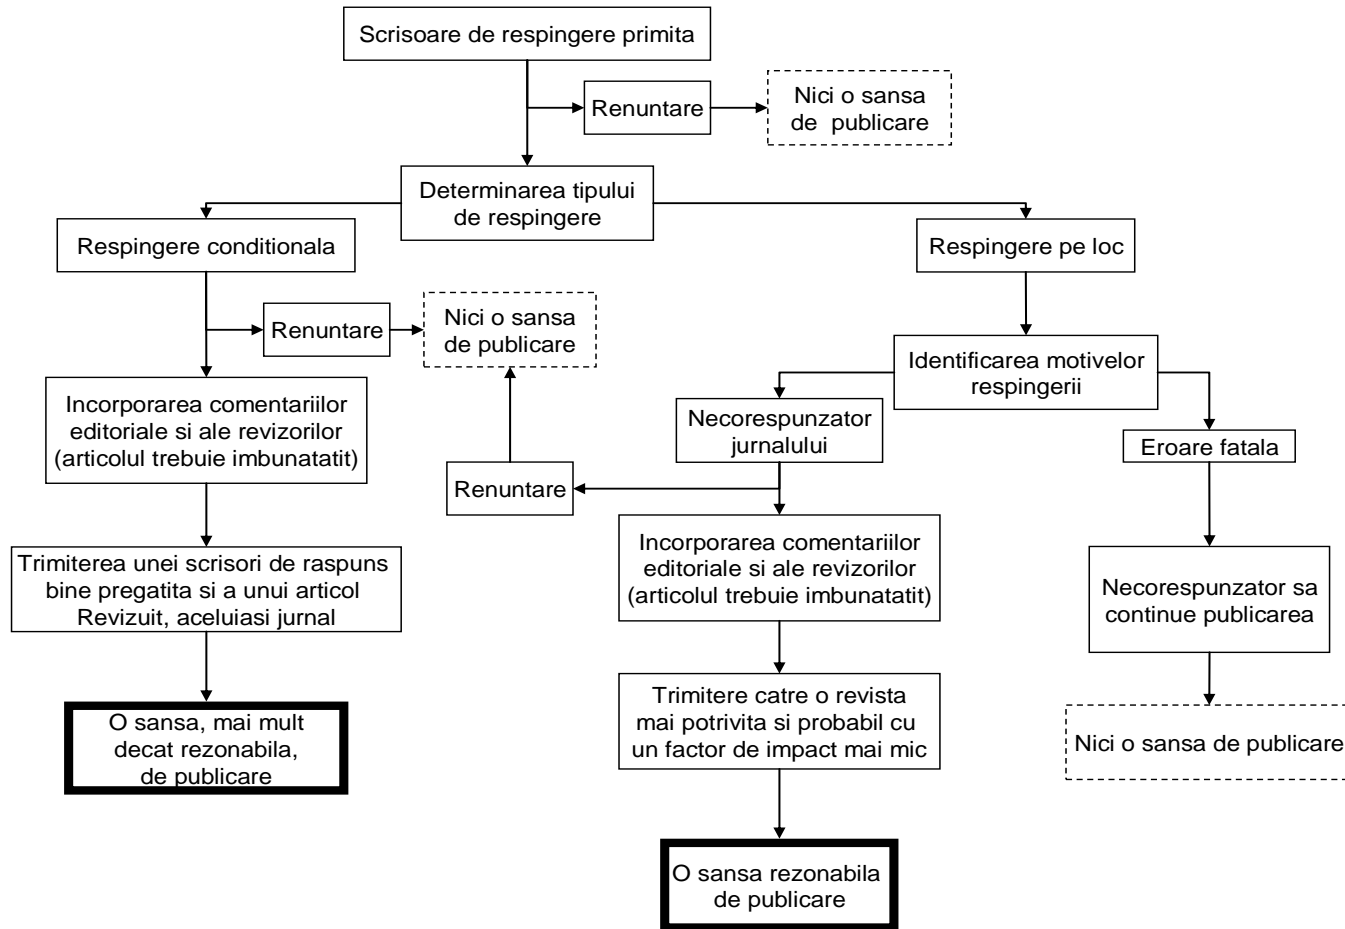 Scrisoare de respingere primita
Renuntare
Nici o sansa
de publicare
Determinarea tipului
de respingere
Respingere conditionala
Respingere pe loc
Renuntare
Nici o sansa
de publicare
Identificarea motivelor
respingerii
Incorporarea comentariilor
editoriale si ale revizorilor
(articolul trebuie imbunatatit)
Necorespunzator
jurnalului
Eroare fatala
Renuntare
Trimiterea unei scrisori de raspuns
bine pregatita si a unui articol
Revizuit, aceluiasi jurnal
Incorporarea comentariilor
editoriale si ale revizorilor
(articolul trebuie imbunatatit)
Necorespunzator sa
continue publicarea
O sansa, mai mult
decat rezonabila,
de publicare
Trimitere catre o revista
mai potrivita si probabil cu
un factor de impact mai mic
Nici o sansa de publicare
O sansa rezonabila
de publicare